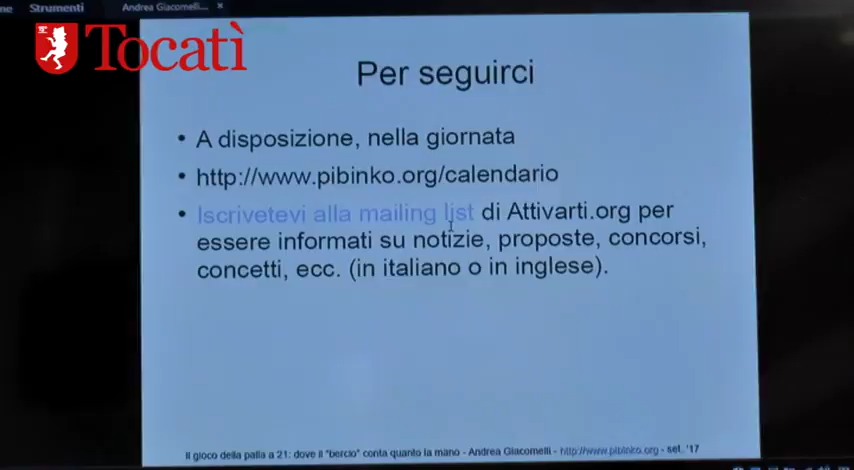 Strumenti
Andrea Giacomelli... ×
Tocatì
Per seguirci
• A disposizione, nella giornata
• http://www.pibinko.org/calendario
• Iscrivetevi alla mailing list di Attivarti.org per
essere informati su notizie, proposte, concorsi,
concetti, ecc. (in italiano o in inglese).
Il gioco della palla a 21: dove il "bercio" conta quanto la mano - Andrea Giacomelli - http://www.pibinko.org - set. '17